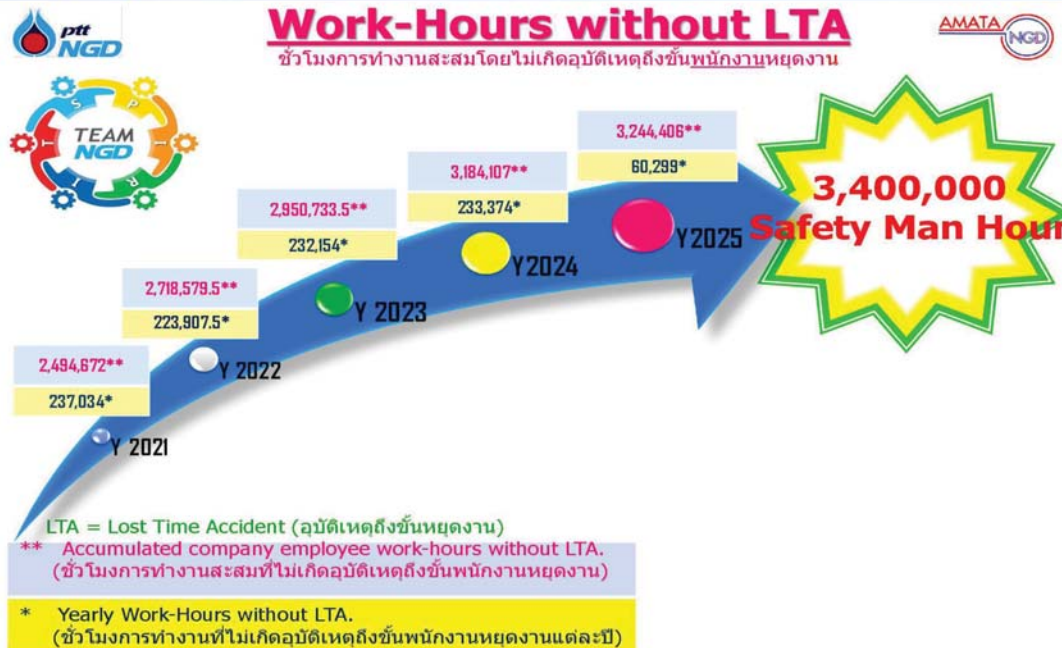 ptt
NGD
Work-Hours without LTA
ชั่วโมงการทำงานสะสมโดยไม่เกิดอุบัติเหตุถึงขั้นพนักงานหยุดงาน
AMATA
NGD
S P I R I T
TEAM
NGD
3,244,406**
60,299*
3,184,107**
233,374*
2,950,733.5**
232,154*
2,718,579.5**
223,907.5*
2,494,672**
237,034*
Y2025
Y2024
Y 2023
Y 2022
Y 2021
3,400,000
Safety Man Hour
LTA = Lost Time Accident (อุบัติเหตุถึงขั้นหยุดงาน)
** Accumulated company employee work-hours without LTA.
(ชั่วโมงการทำงานสะสมที่ไม่เกิดอุบัติเหตุถึงขั้นพนักงานหยุดงาน)
* Yearly Work-Hours without LTA.
(ชั่วโมงทำงานที่ไม่เกิดอุบัติเหตุถึงขั้นพนักงานหยุดงานแต่ละปี)